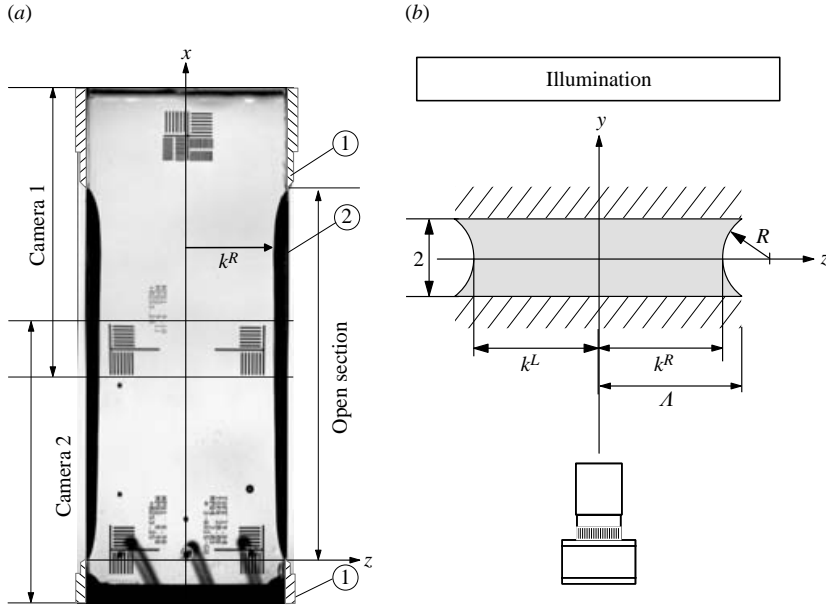 (a)
x
Camera 1
1
2
k^R
Open section
Camera 2
z
1
(b)
Illumination
y
R
z
2
k^L
k^R
Λ